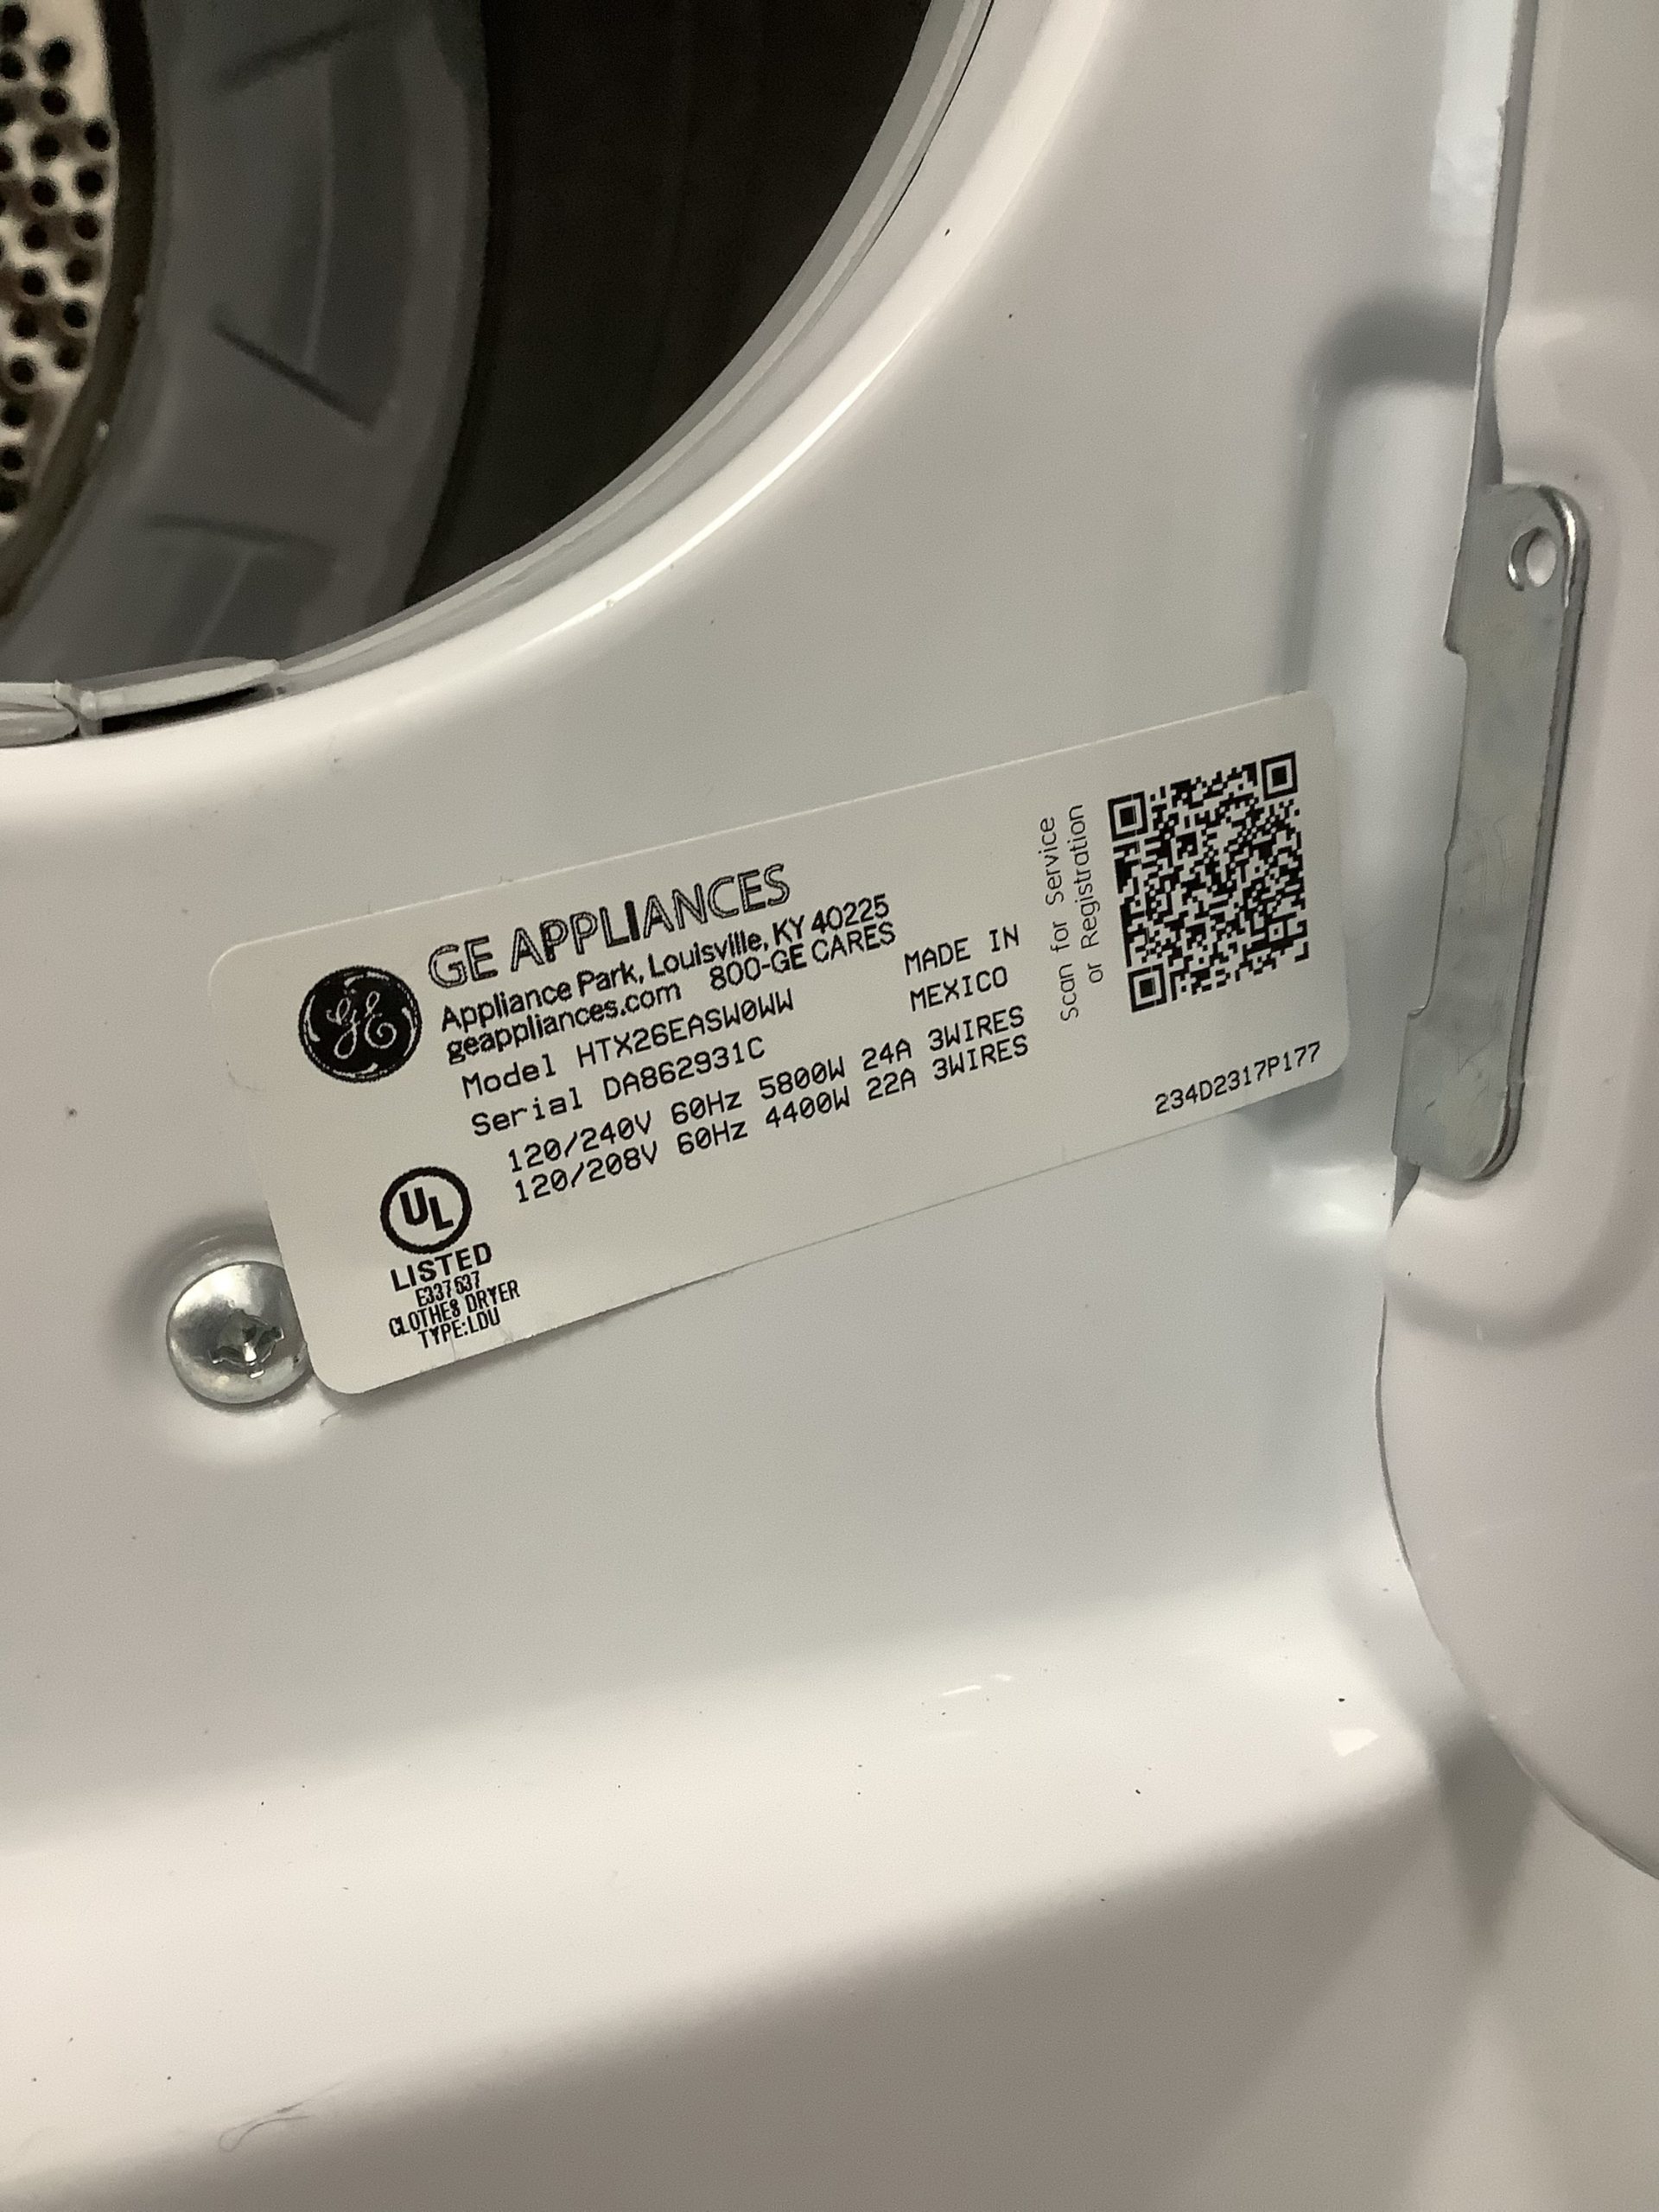 GE
GE APPLIANCES
Appliance Park, Louisville, KY 40225
geappliances.com 800-GE CARES
Model HTX26EASW0WW
Serial DA862931C
MADE IN
MEXICO
120/240V 60Hz 5800W 24A 3WIRES
120/208V 60Hz 4400W 22A 3WIRES
UL
LISTED
E337637
CLOTHES DRYER
TYPE:LDU
Scan for Service
or Registration
234D2317P177